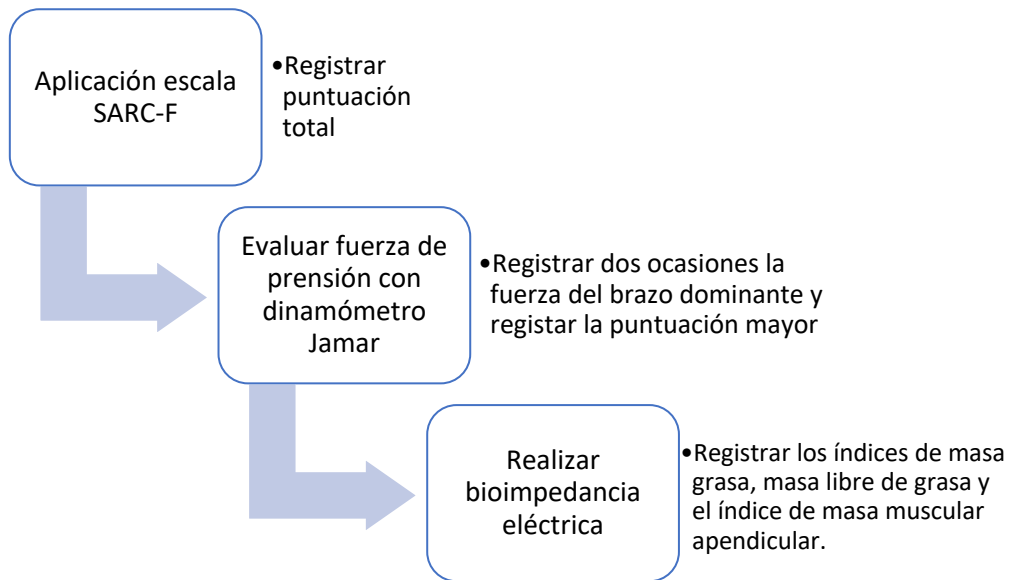 Aplicación escala
SARC-F
•Registrar
puntuación
total
Evaluar fuerza de
prensión con
dinamómetro
Jamar
•Registrar dos ocasiones la
fuerza del brazo dominante y
registar la puntuación mayor
Realizar
bioimpedancia
eléctrica
•Registrar los índices de masa
grasa, masa libre de grasa y
el índice de masa muscular
apendicular.